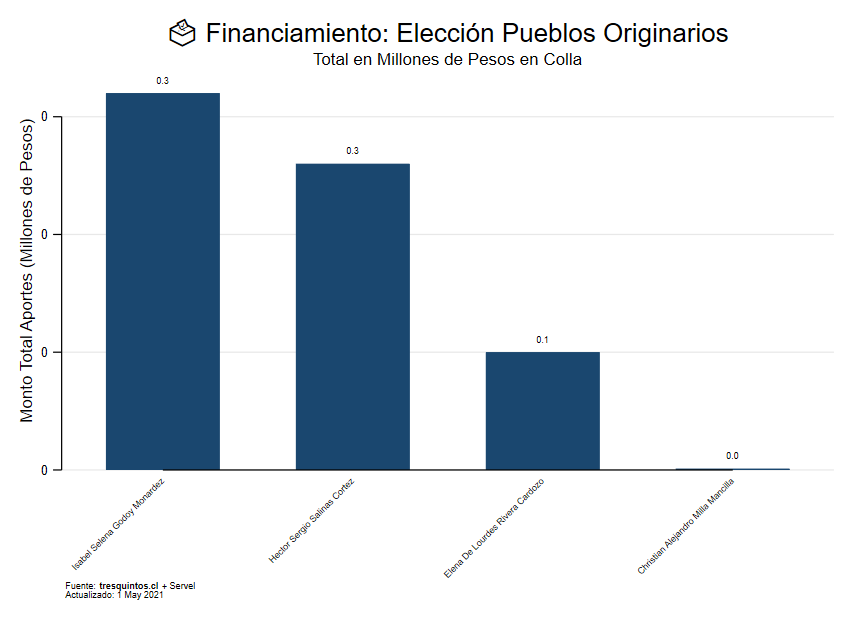 Financiamiento: Elección Pueblos Originarios
Total en Millones de Pesos en Colla
Monto Total Aportes (Millones de Pesos)
0
0
0
0
0.3
0.3
0.1
0.0
Isabel Selena Godoy Monardez
Hector Sergio Salinas Cortez
Elena De Lourdes Rivera Cardozo
Christian Alejandro Milla Mancilla
Fuente: tresquintos.cl + Servel
Actualizado: 1 May 2021